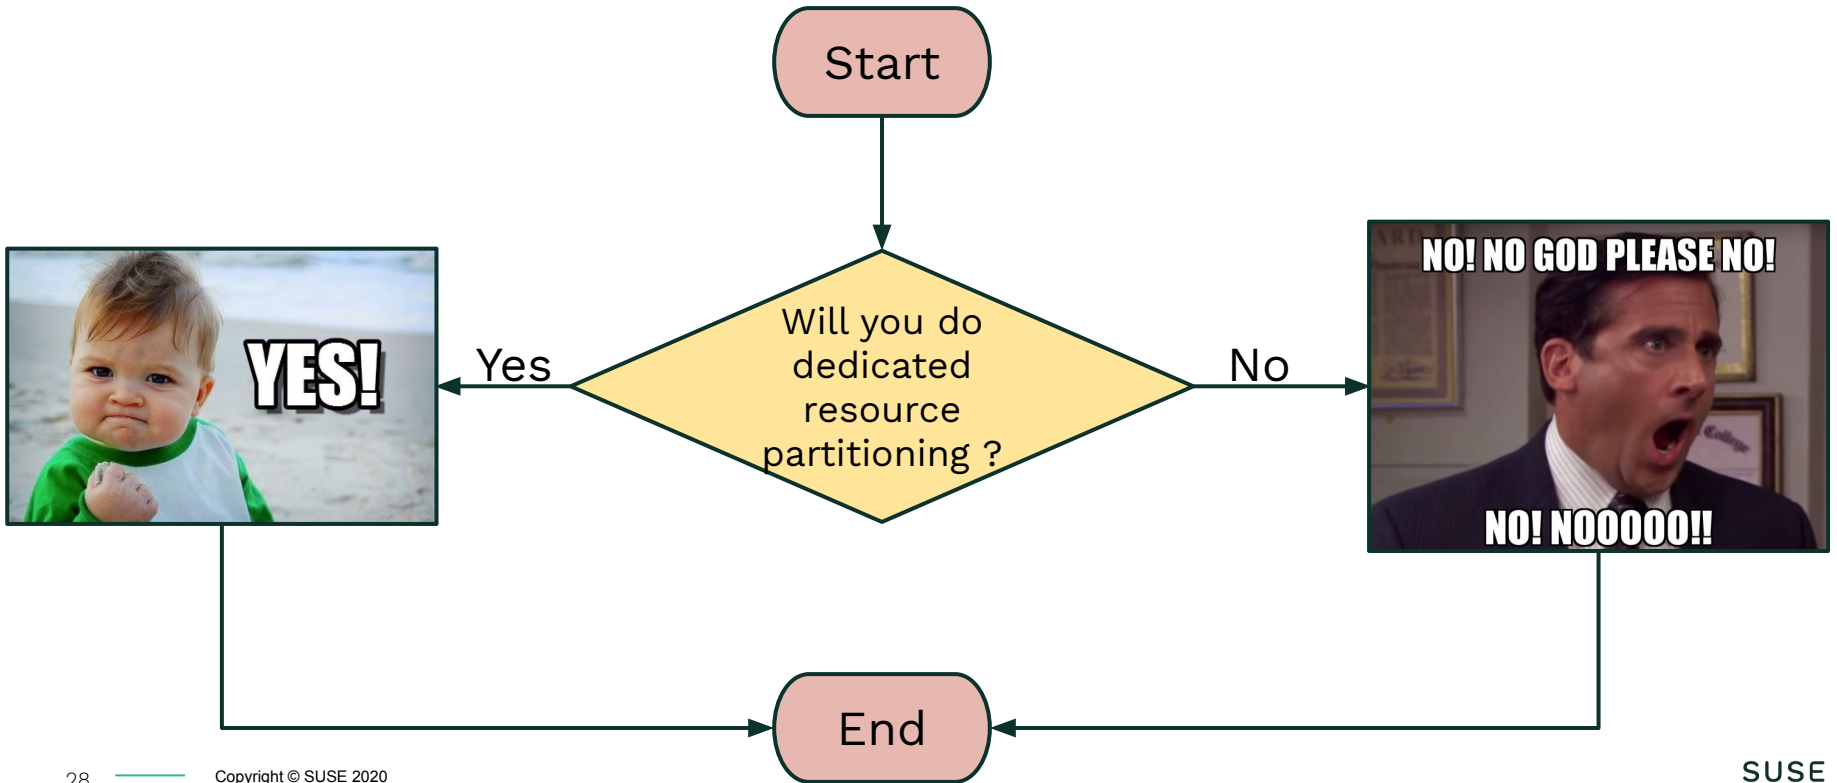 Start
Will you do
dedicated
resource
partitioning ?
Yes
No
YES!
NO! NO GOD PLEASE NO!
College
NO! NOOOOO!!
End
28
Copyright © SUSE 2020
SUSE